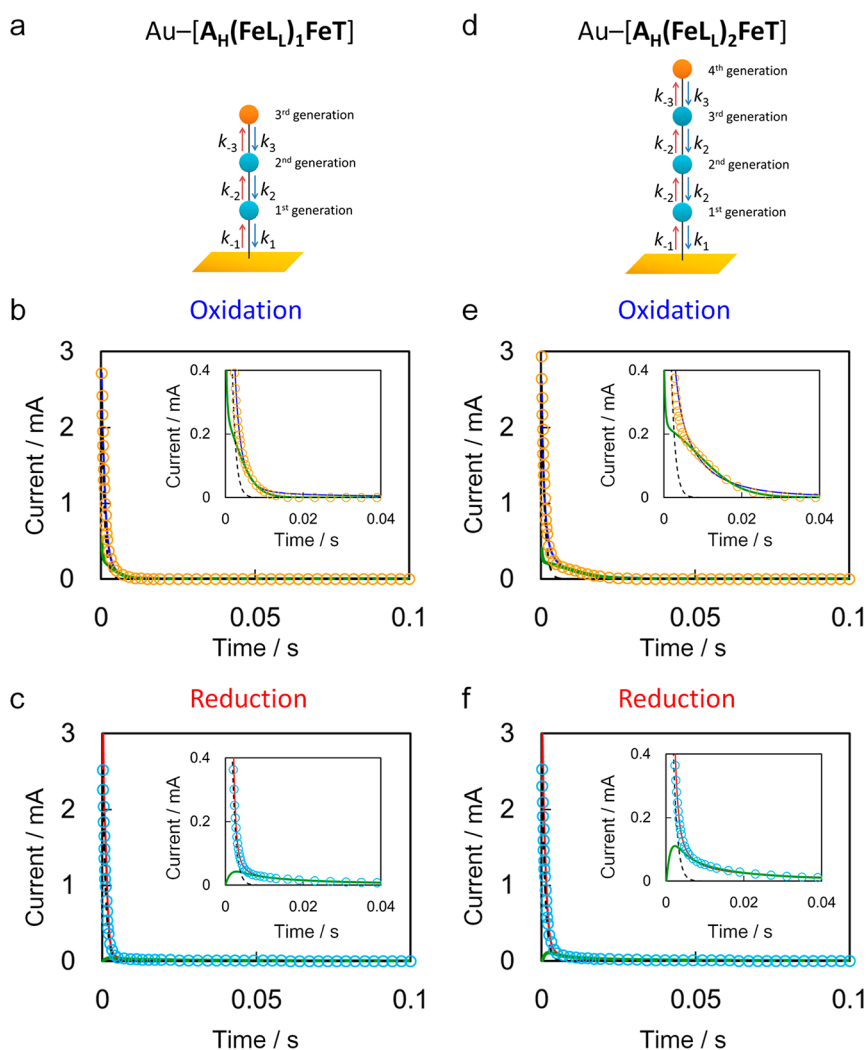 a
Au–[A_H(FeL_L)_1FeT]
3rd generation
k-3
k3
2nd generation
k-2
k2
1st generation
k-1
k1
d
Au–[A_H(FeL_L)_2FeT]
4th generation
k-3
k3
3rd generation
k-2
k2
2nd generation
k-2
k2
1st generation
k-1
k1
b
Oxidation
Current / mA
3
2
1
0
0
0.05
0.1
Time / s
Current / mA
0.4
0.2
0
0
0.02
0.04
Time / s
e
Oxidation
Current / mA
3
2
1
0
0
0.05
0.1
Time / s
Current / mA
0.4
0.2
0
0
0.02
0.04
Time / s
c
Reduction
Current / mA
3
2
1
0
0
0.05
0.1
Time / s
Current / mA
0.4
0.2
0
0
0.02
0.04
Time / s
f
Reduction
Current / mA
3
2
1
0
0
0.05
0.1
Time / s
Current / mA
0.4
0.2
0
0
0.02
0.04
Time / s